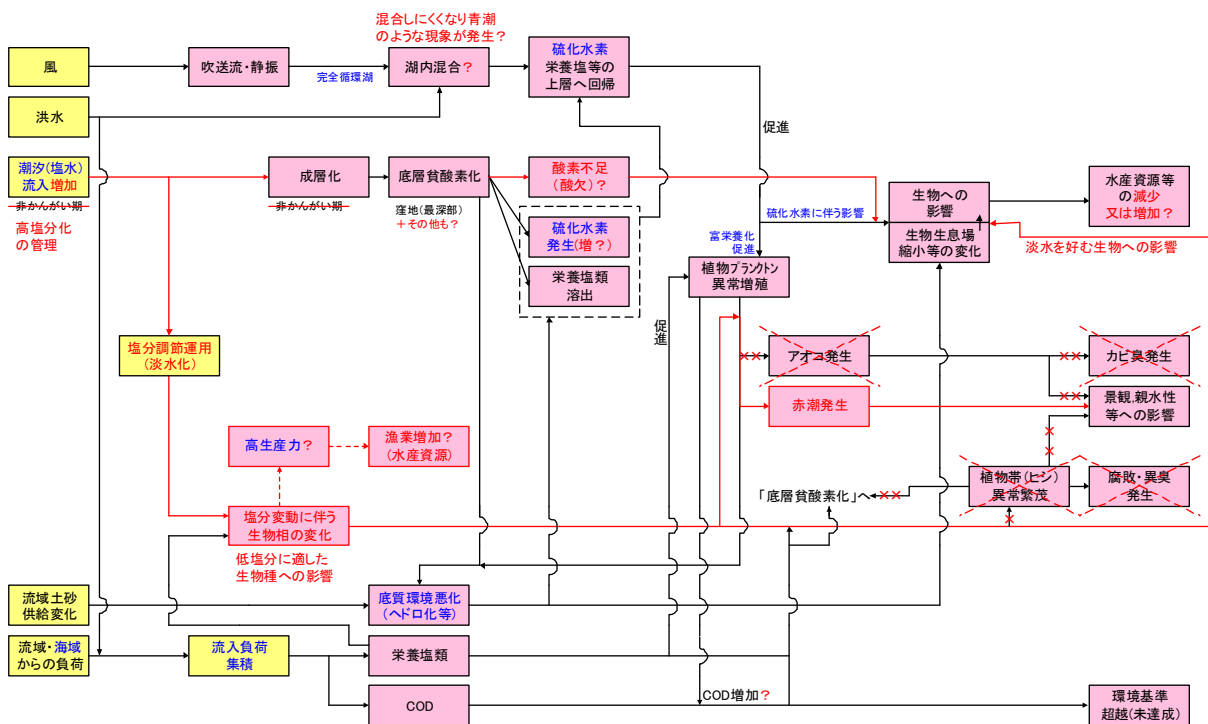 混合しにくくなり青潮
のような現象が発生?
風
吹送流・静振
完全循環湖
湖内混合?
硫化水素
栄養塩等の
上層へ回帰
洪水
促進
潮汐(塩水)
流入増加
非かんがい期
高塩分化
の管理
成層化
非かんがい期
底層貧酸素化
窪地(最深部)
+その他も?
酸素不足
(酸欠)?
硫化水素
発生(増?)
栄養塩類
溶出
硫化水素に伴う影響
富栄養化
促進
生物への
影響
生物生息場
縮小等の変化
水産資源等
の減少
又は増加?
淡水を好む生物への影響
植物プランクトン
異常増殖
促進
塩分調節運用
(淡水化)
アオコ発生
カビ臭発生
赤潮発生
景観,親水性
等への影響
高生産力?
漁業増加?
(水産資源)
「底層貧酸素化」へ
植物帯(ヒシ)
異常繁茂
腐敗・異臭
発生
塩分変動に伴う
生物相の変化
低塩分に適した
生物種への影響
流域土砂
供給変化
底質環境悪化
(ヘドロ化等)
流域・海域
からの負荷
流入負荷
集積
栄養塩類
COD
COD増加?
環境基準
超越(未達成)